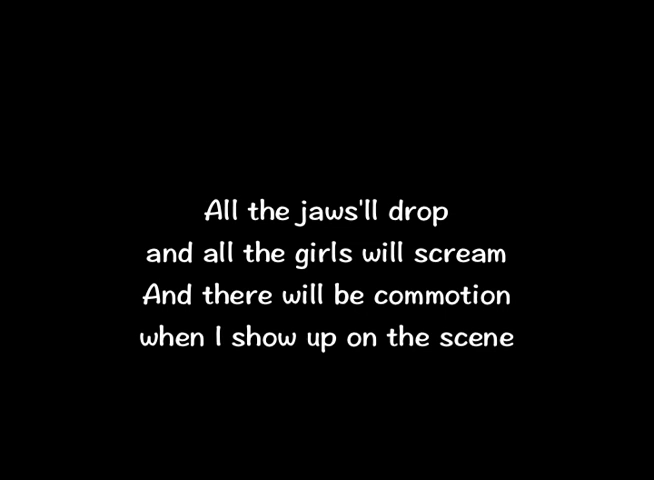 All the jaws'll drop
and all the girls will scream
And there will be commotion
when I show up on the scene